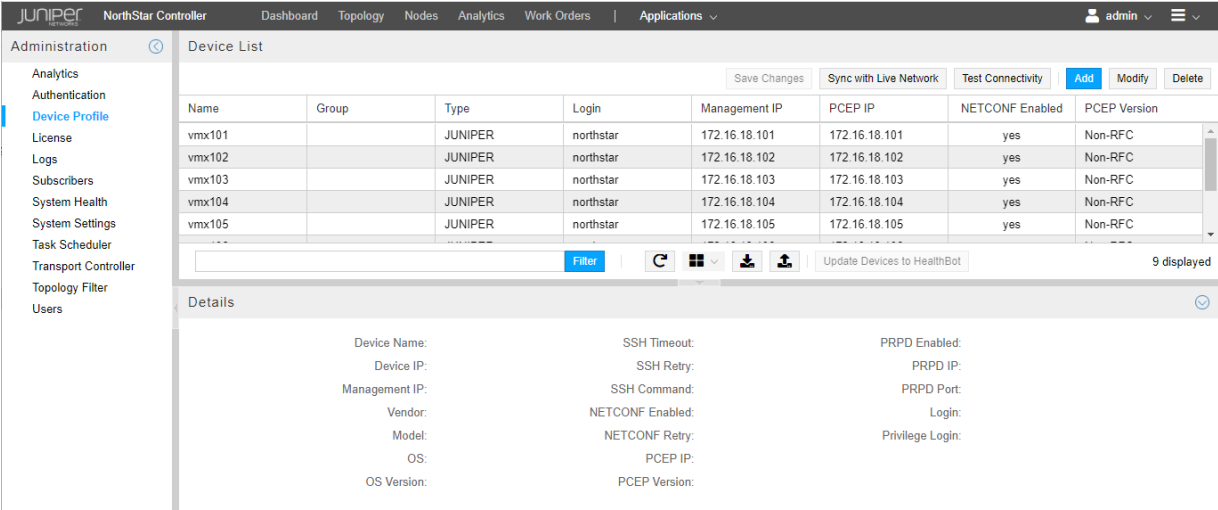 JUNIPER NETWORKS NorthStar Controller Dashboard Topology Nodes Analytics Work Orders | Applications admin
Administration
Analytics
Authentication
Device Profile
License
Logs
Subscribers
System Health
System Settings
Task Scheduler
Transport Controller
Topology Filter
Users
Device List
Save Changes Sync with Live Network Test Connectivity Add Modify Delete
Name Group Type Login Management IP PCEP IP NETCONF Enabled PCEP Version
vmx101 JUNIPER northstar 172.16.18.101 172.16.18.101 yes Non-RFC
vmx102 JUNIPER northstar 172.16.18.102 172.16.18.102 yes Non-RFC
vmx103 JUNIPER northstar 172.16.18.103 172.16.18.103 yes Non-RFC
vmx104 JUNIPER northstar 172.16.18.104 172.16.18.104 yes Non-RFC
vmx105 JUNIPER northstar 172.16.18.105 172.16.18.105 yes Non-RFC
Filter Update Devices to HealthBot 9 displayed
Details
Device Name: SSH Timeout: PRPD Enabled:
Device IP: SSH Retry: PRPD IP:
Management IP: SSH Command: PRPD Port:
Vendor: NETCONF Enabled: Login:
Model: NETCONF Retry: Privilege Login:
OS: PCEP IP:
OS Version: PCEP Version: